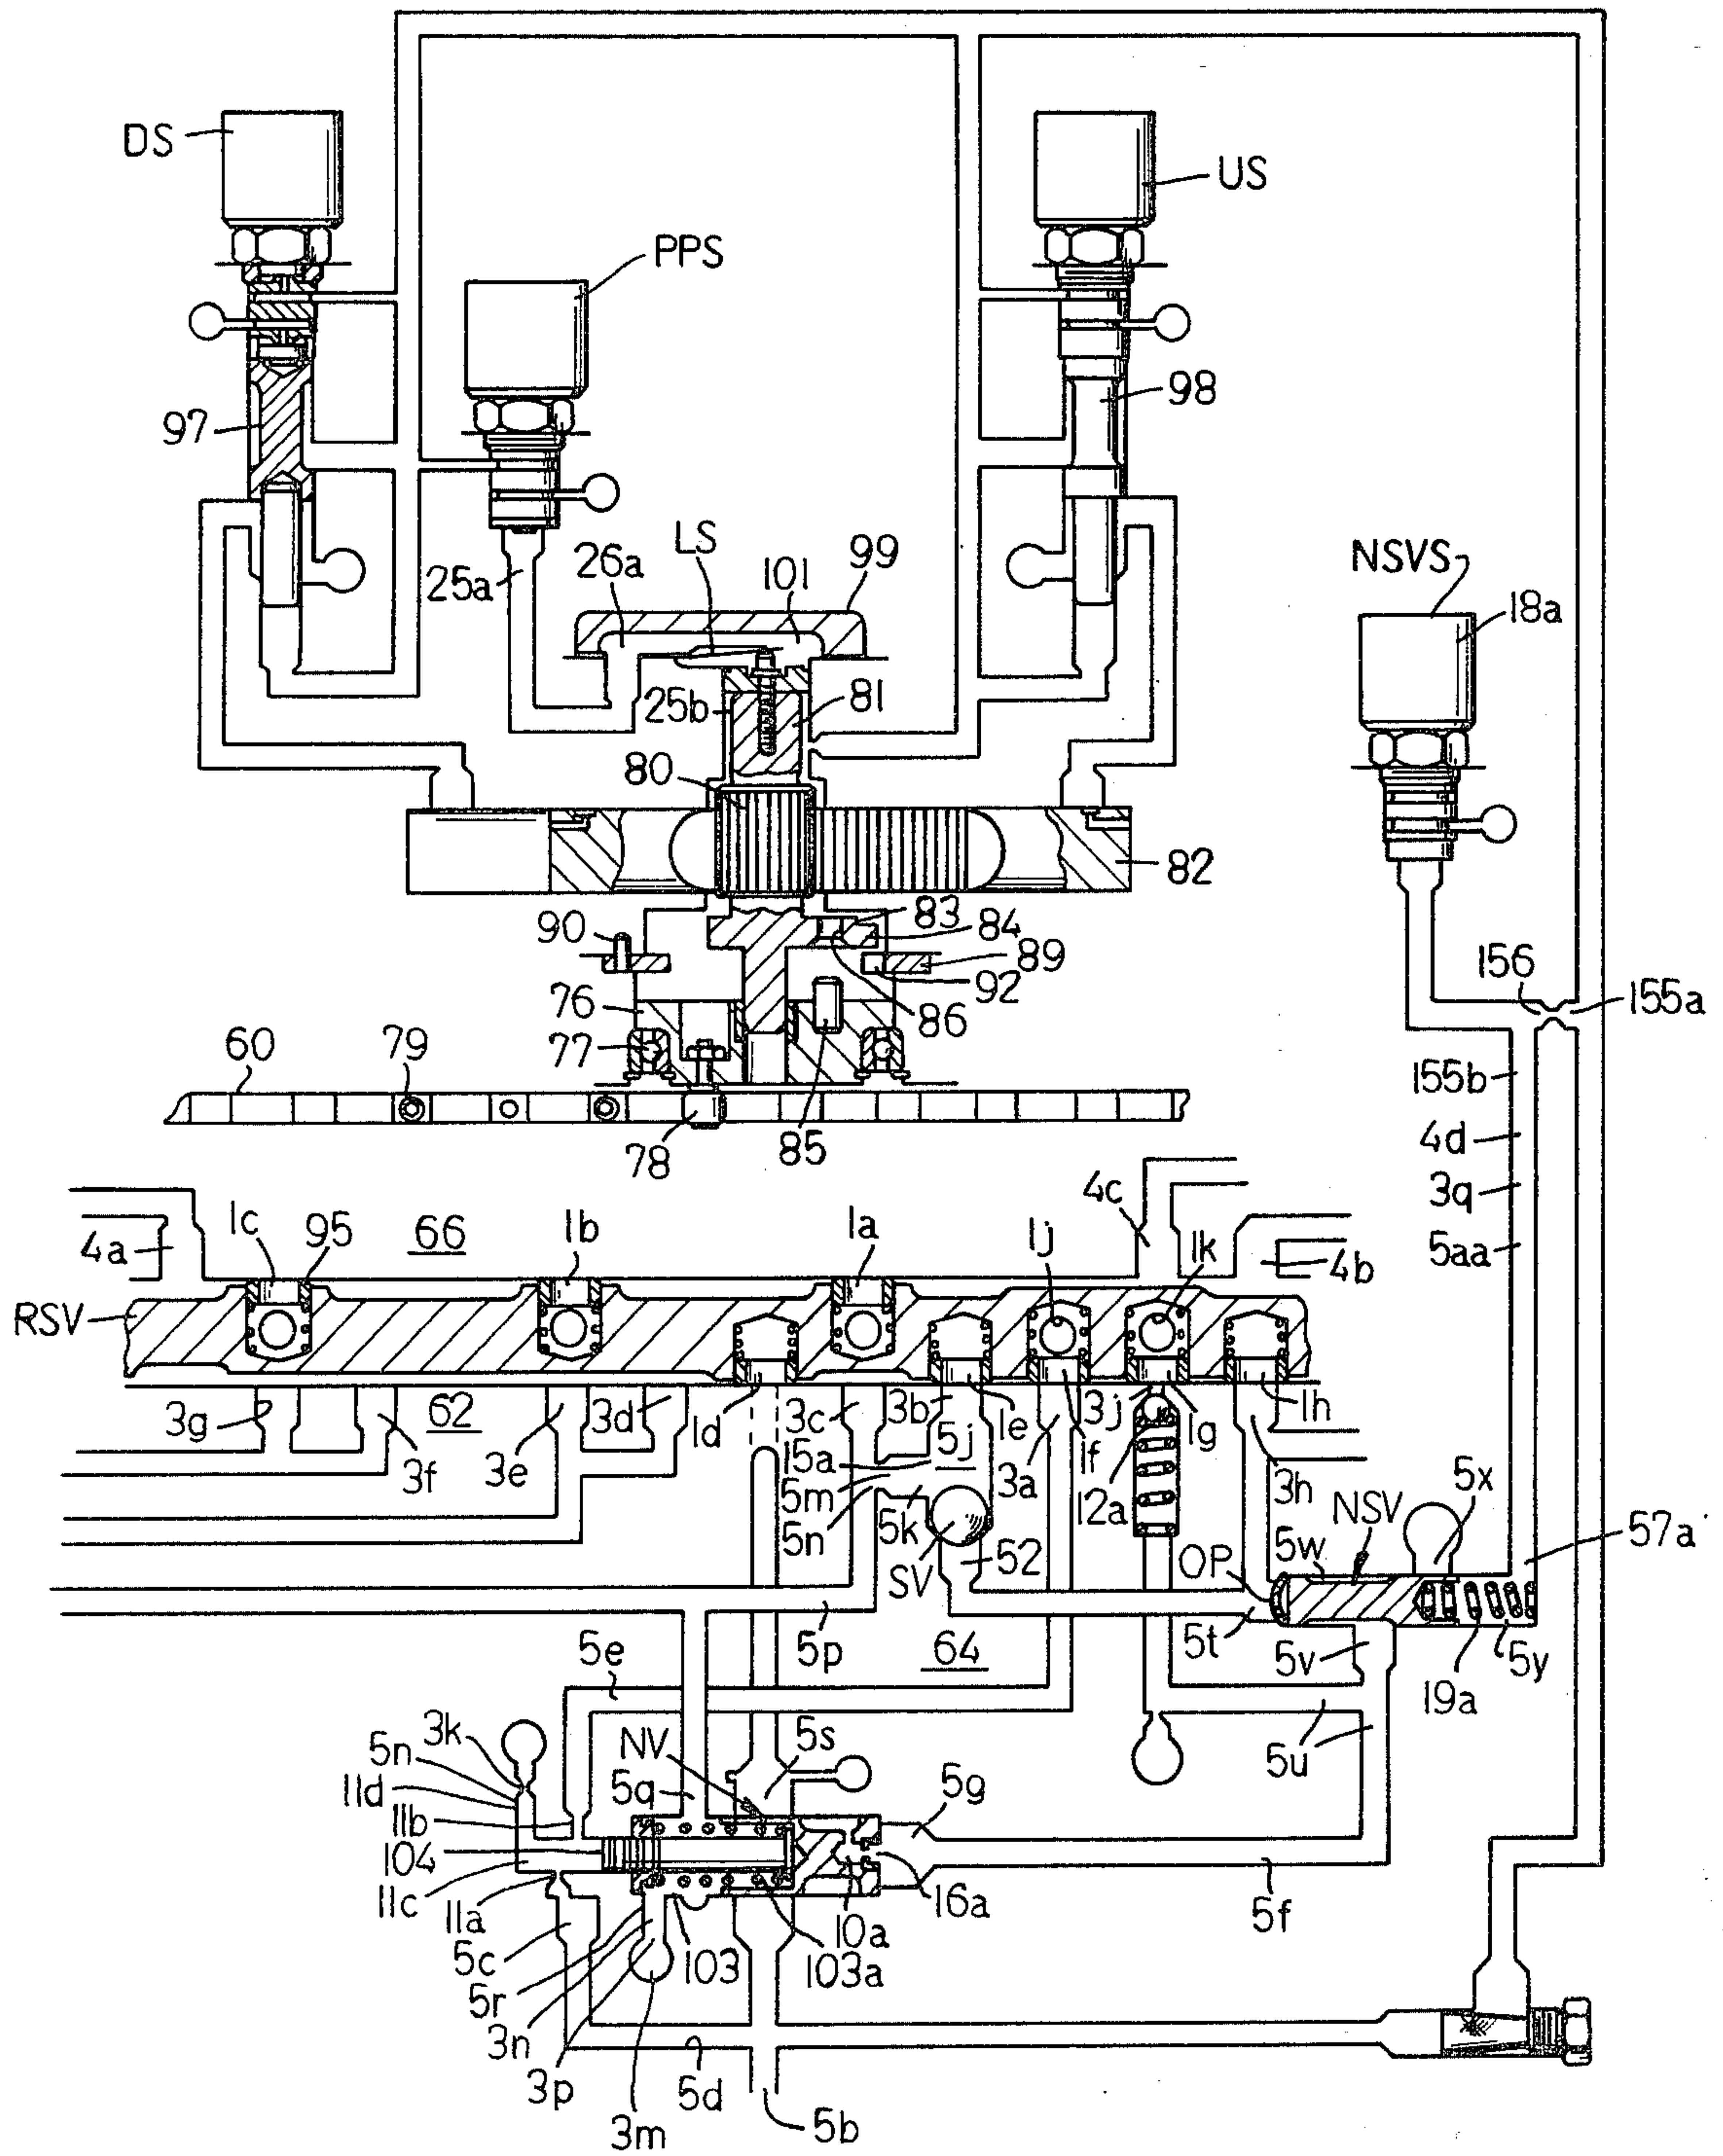 DS
US
PPS
97
98
LS
99
26a
101
25a
NSVS
18a
25b
81
80
82
83
84
90
89
92
86
156
155a
76
77
79
60
155b
78
85
4d
3q
5aa
4c
1c
95
66
1b
1a
1j
1k
4a
4b
RSV
3g
62
3d
1d
3c
3b
1e
3j
1g
1h
3f
3e
15a
5j
3a
1f
12a
3h
5m
5n
5k
SV
52
OP
5w
NSV
5x
57a
5p
64
5t
5v
19a
5y
5e
5u
3k
5n
11d
NV
5s
5q
5g
11b
104
11c
11a
5c
5r
3n
3p
103
10a
103a
16a
5f
5d
3m
5b